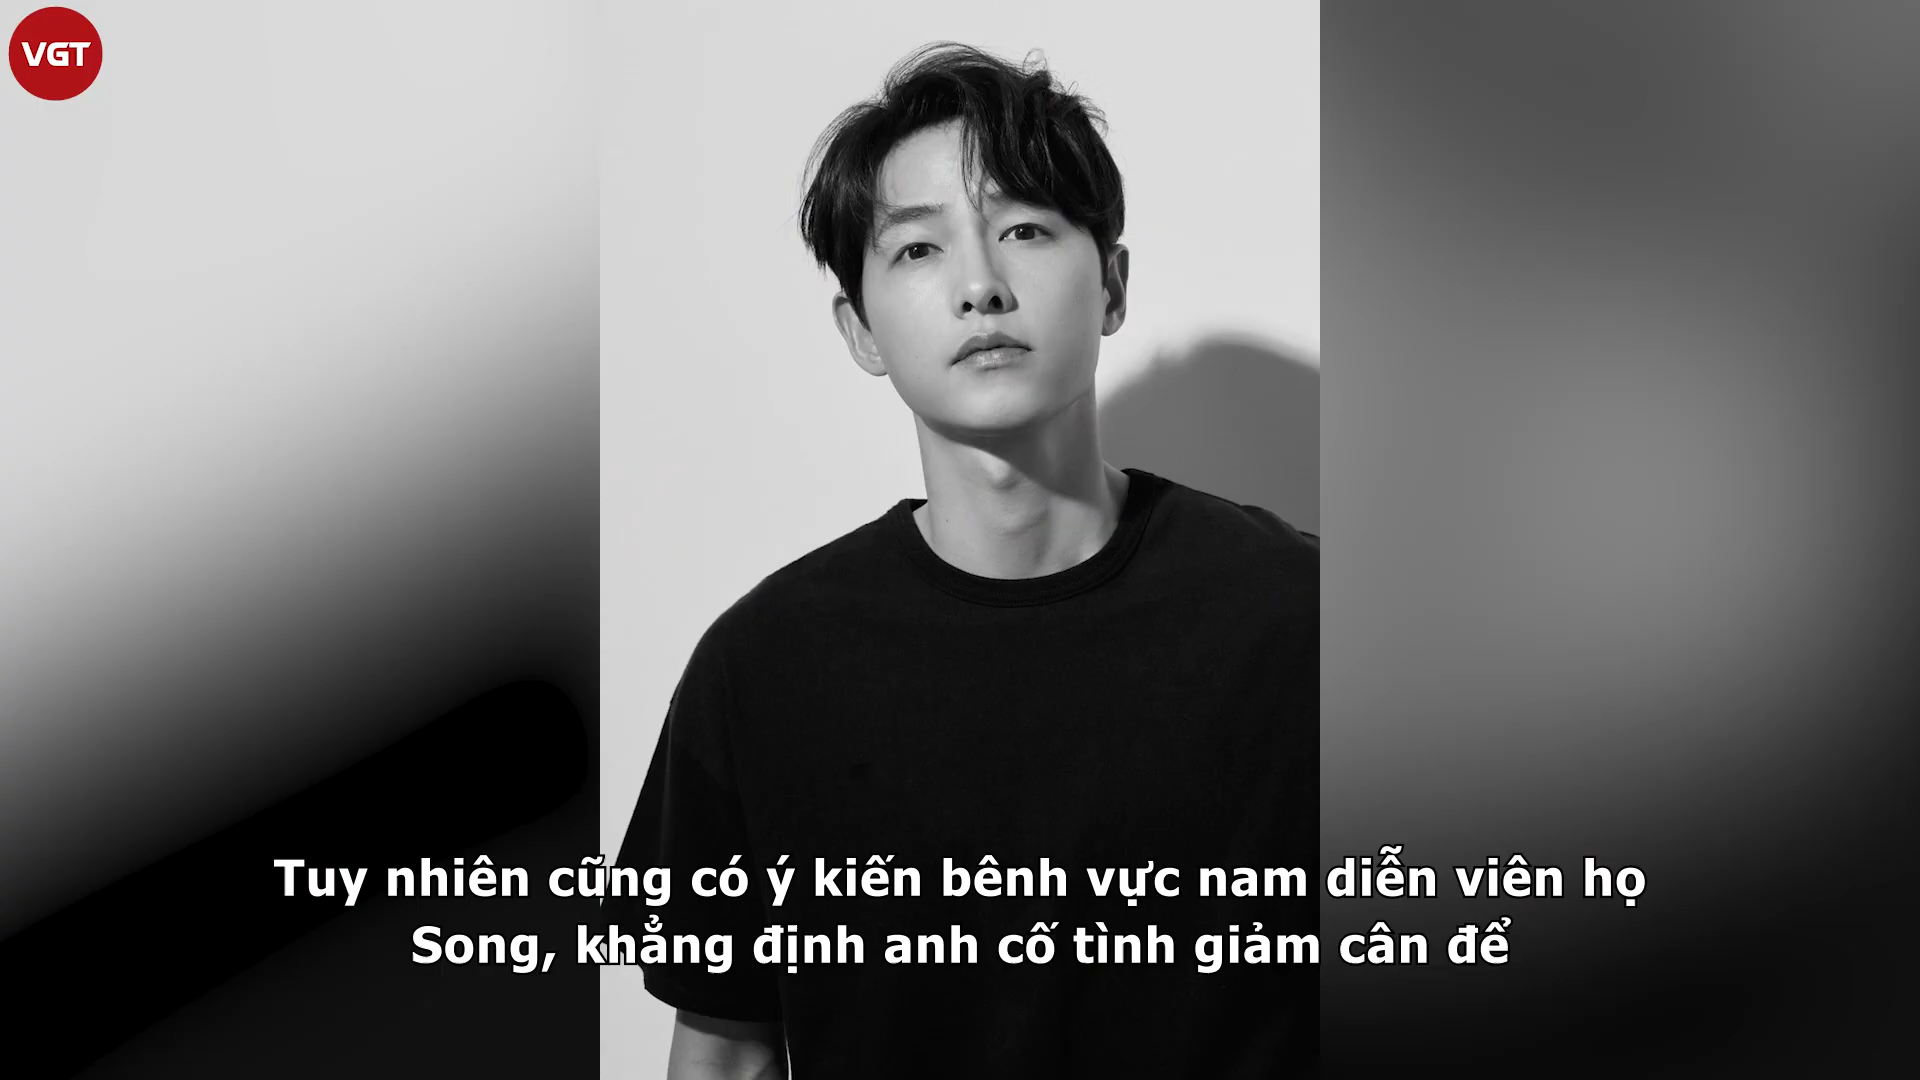 VGT
Tuy nhiên cũng có ý kiến bênh vực nam diễn viên họ
Song, khẳng định anh cố tình giảm cân để